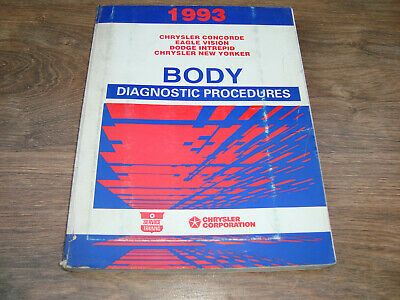 1993
CHRYSLER CONCORDE
EAGLE VISION
DODGE INTREPID
CHRYSLER NEW YORKER
BODY
DIAGNOSTIC PROCEDURES
SERVICE
TRAINING
CHRYSLER
CORPORATION